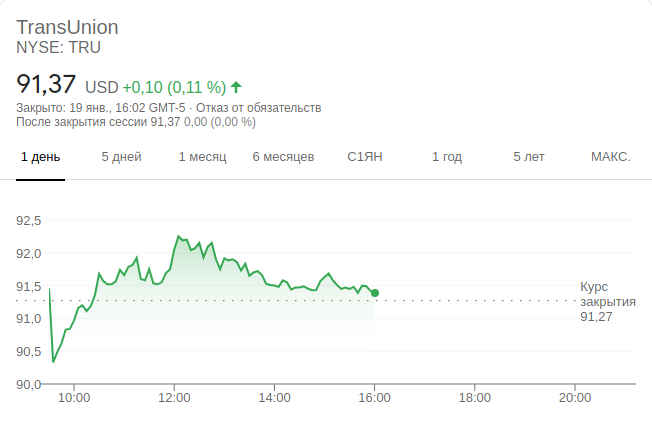 TransUnion
NYSE: TRU
91,37 USD +0,10 (0,11 %)
Закрыто: 19 янв., 16:02 GMT-5 · Отказ от обязательств
После закрытия сессии 91,37 0,00 (0,00 %)
1 день 5 дней 1 месяц 6 месяцев С1ЯН 1 год 5 лет МАКС.
92,5
92,0
91,5
91,0
90,5
90,0
Курс
закрытия
91,27
10:00 12:00 14:00 16:00 18:00 20:00